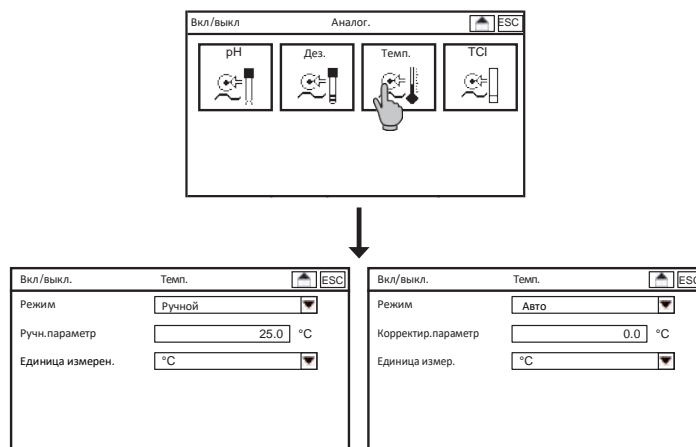 Вкл/выкл Аналог. ESC
pH Дез. Темп. TCI
Вкл/выкл. Темп. ESC
Режим Ручной
Ручн.параметр 25.0 °C
Единица измерен. °C
Вкл/выкл. Темп. ESC
Режим Авто
Корректир.параметр 0.0 °C
Единица измер. °C